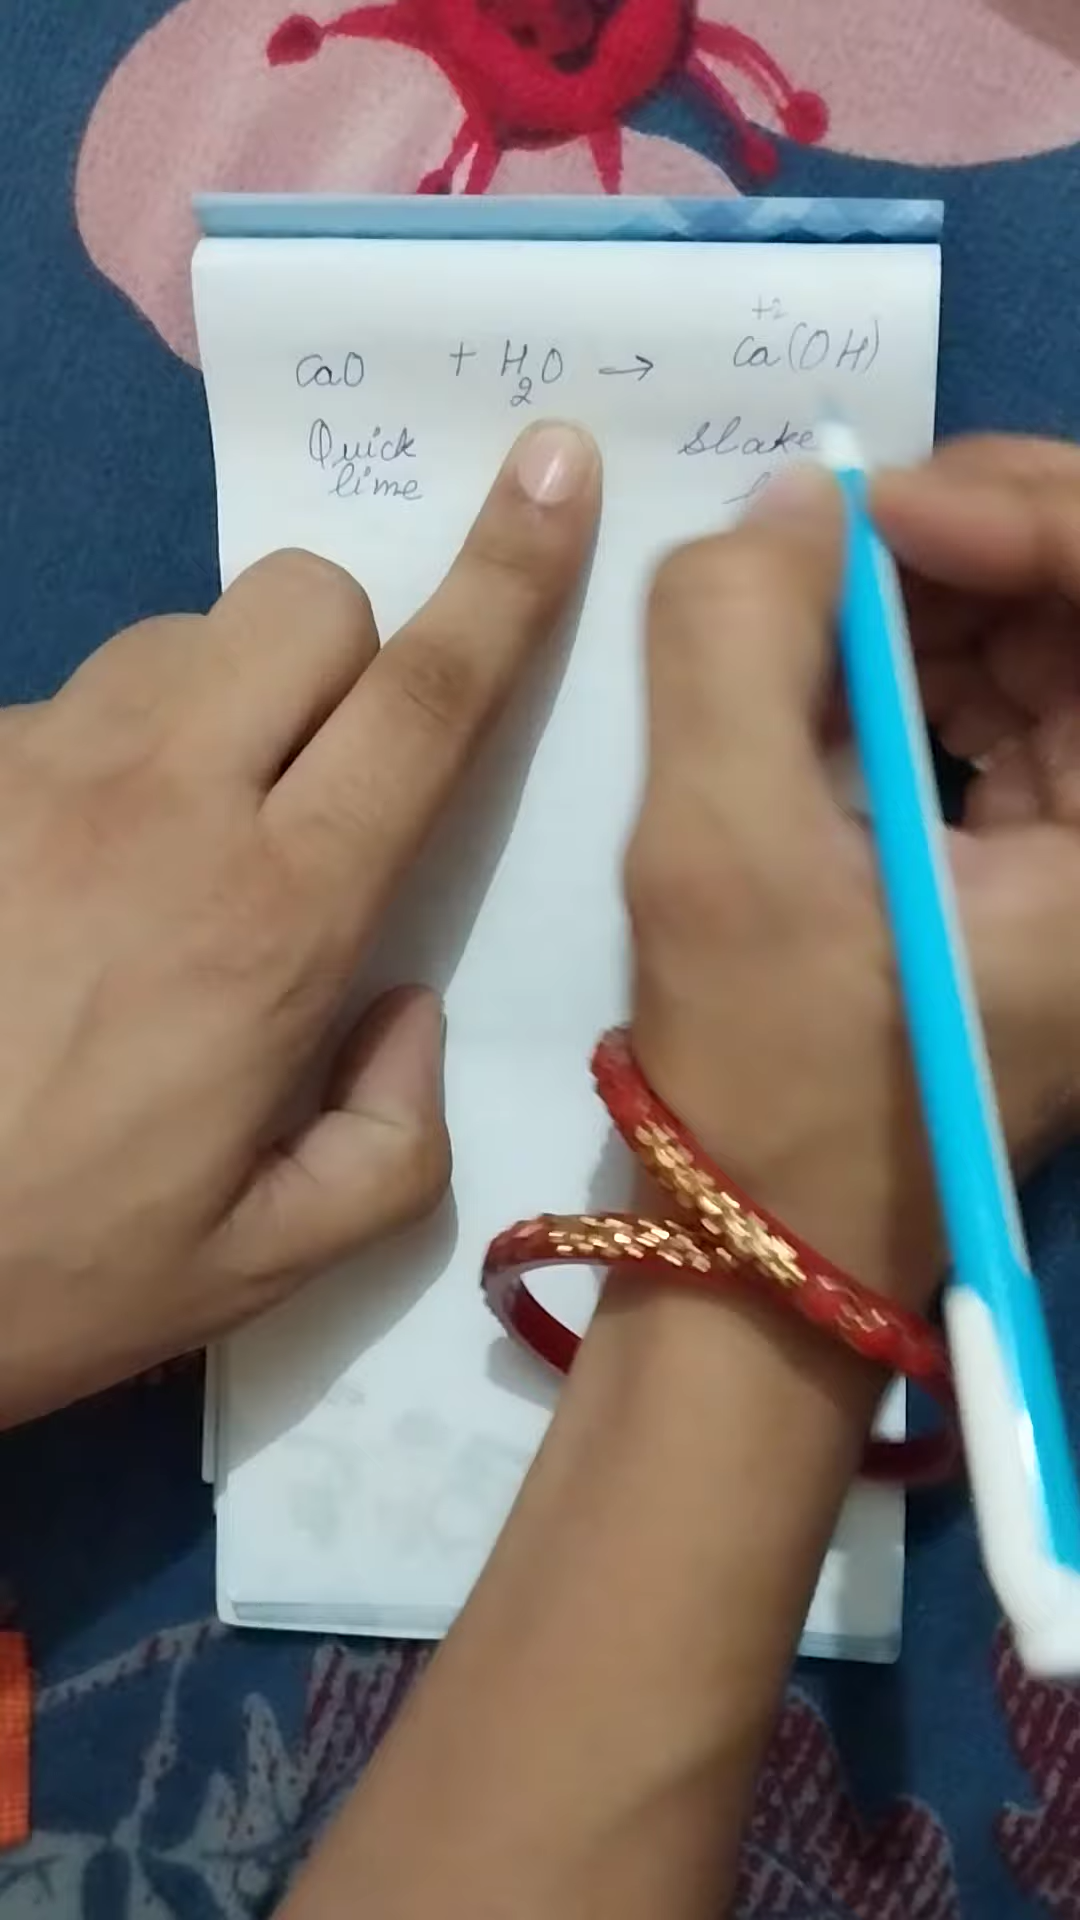 +2
CaO + H2O → Ca(OH)
Quick Slake
lime